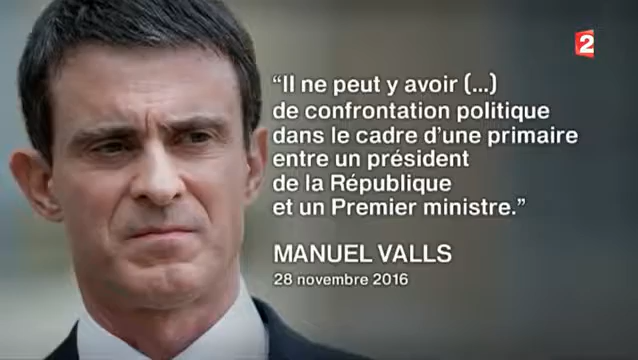 2
“Il ne peut y avoir (...)
de confrontation politique
dans le cadre d’une primaire
entre un président
de la République
et un Premier ministre.”
MANUEL VALLS
28 novembre 2016